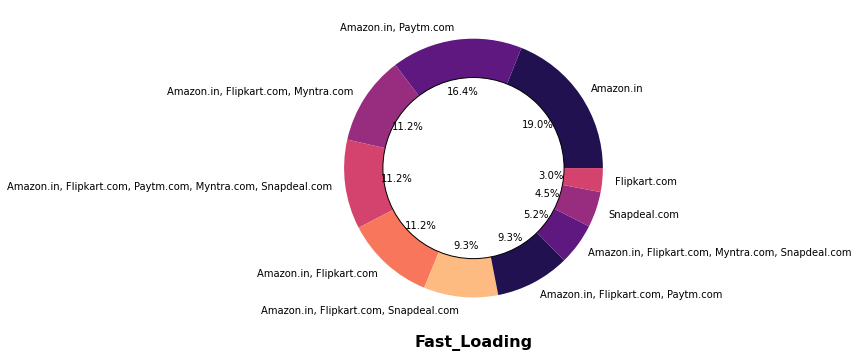 Amazon.in, Paytm.com
Amazon.in
16.4%
Amazon.in, Flipkart.com, Myntra.com
19.0%
11.2%
3.0%
Flipkart.com
11.2%
Amazon.in, Flipkart.com, Paytm.com, Myntra.com, Snapdeal.com
4.5%
Snapdeal.com
5.2%
11.2%
9.3%
9.3%
Amazon.in, Flipkart.com, Myntra.com, Snapdeal.com
Amazon.in, Flipkart.com
Amazon.in, Flipkart.com, Paytm.com
Amazon.in, Flipkart.com, Snapdeal.com
Fast_Loading